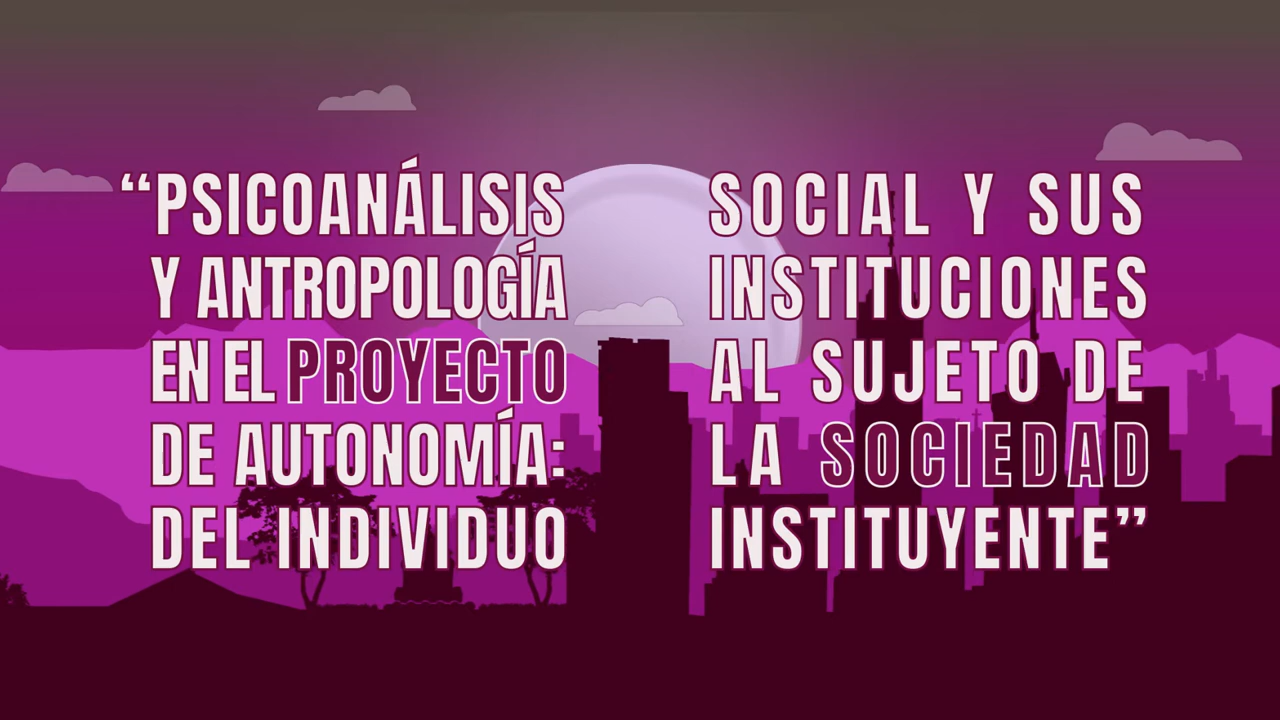 “PSICOANÁLISIS
Y ANTROPOLOGÍA
EN EL PROYECTO
DE AUTONOMÍA:
DEL INDIVIDUO
SOCIAL Y SUS
INSTITUCIONES
AL SUJETO DE
LA SOCIEDAD
INSTITUYENTE”